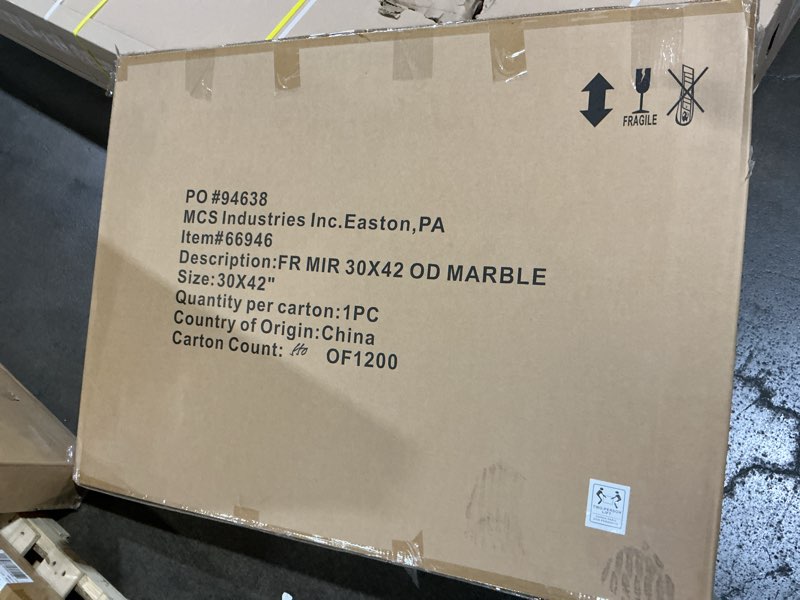 FRAGILE
PO #94638
MCS Industries Inc.Easton,PA
Item#66946
Description:FR MIR 30X42 OD MARBLE
Size:30X42"
Quantity per carton:1PC
Country of Origin:China
Carton Count: OF1200